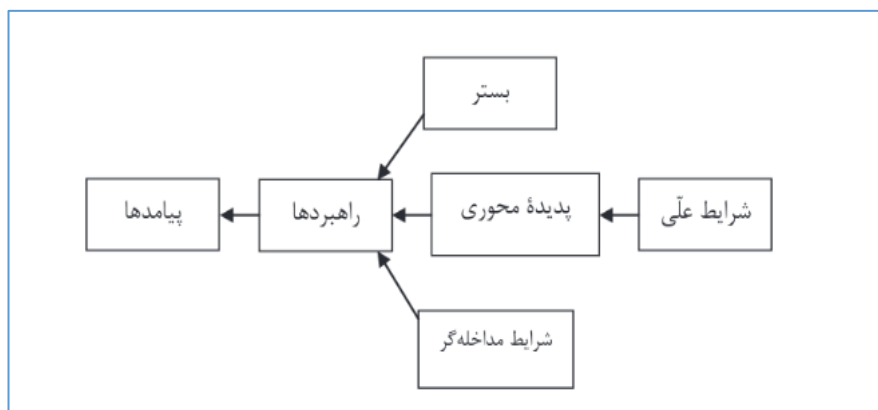 بستر
شرایط علّی
پدیدهٔ محوری
راهبردها
پیامدها
شرایط مداخله‌گر